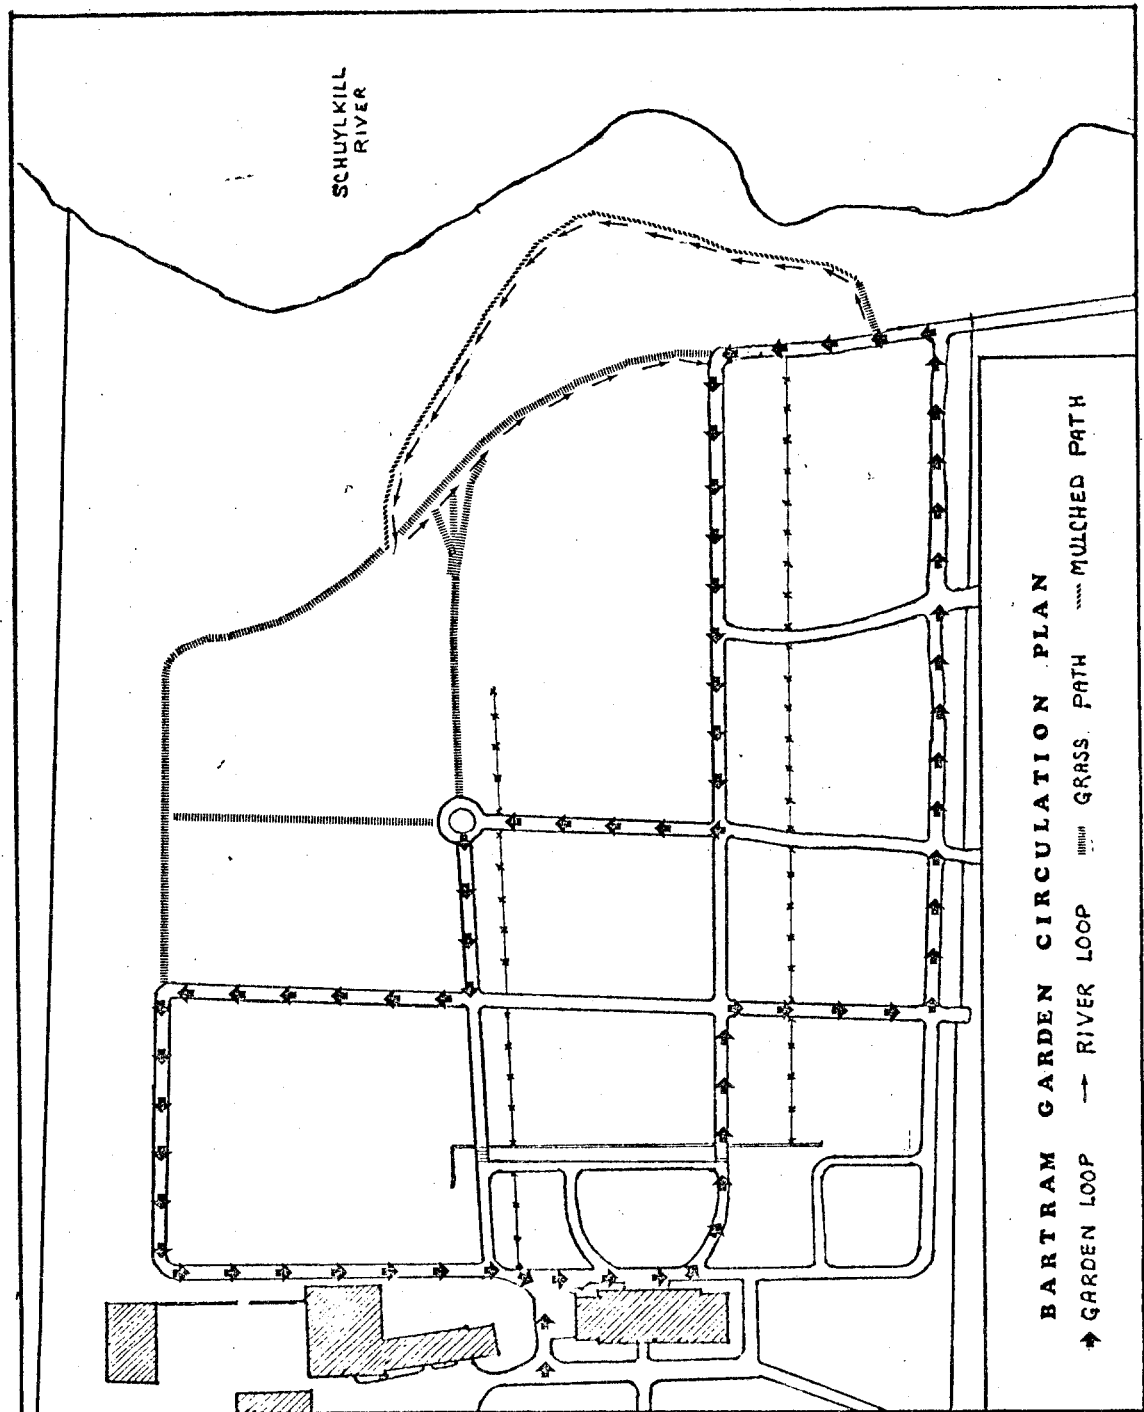 SCHUYLKILL
RIVER
BARTRAM GARDEN CIRCULATION PLAN
GARDEN LOOP RIVER LOOP GRASS PATH MULCHED PATH